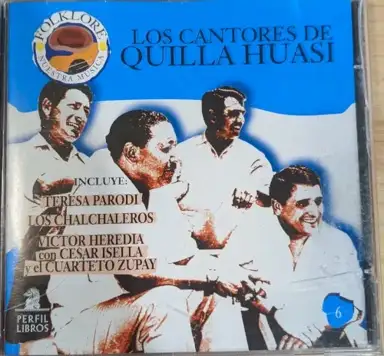 FOLKLORE
NUESTRA MUSICA
LOS CANTORES DE
QUILLA HUASI
INCLUYE:
TERESA PARODI
LOS CHALCHALEROS
VICTOR HEREDIA
con CESAR ISELLA
y el CUARTETO ZUPAY
PERFIL
LIBROS
6